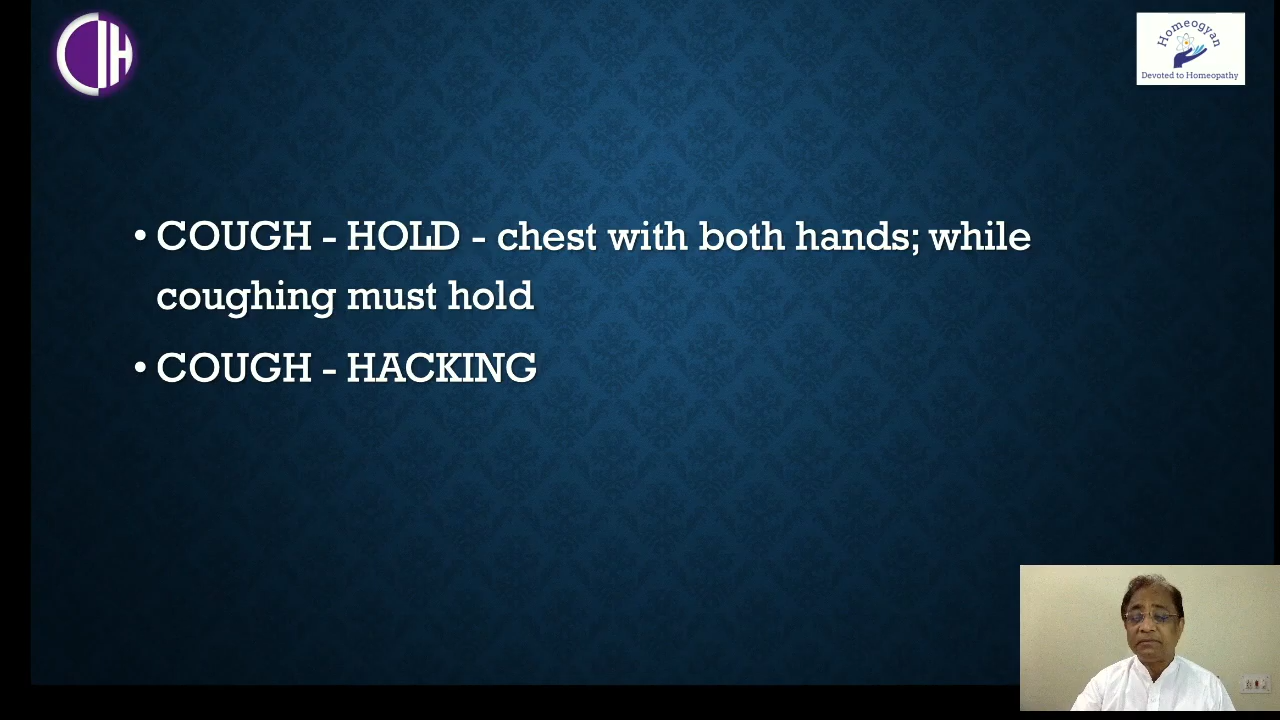 Homeogyan
Devoted to Homeopathy
• COUGH - HOLD - chest with both hands; while
coughing must hold
• COUGH - HACKING